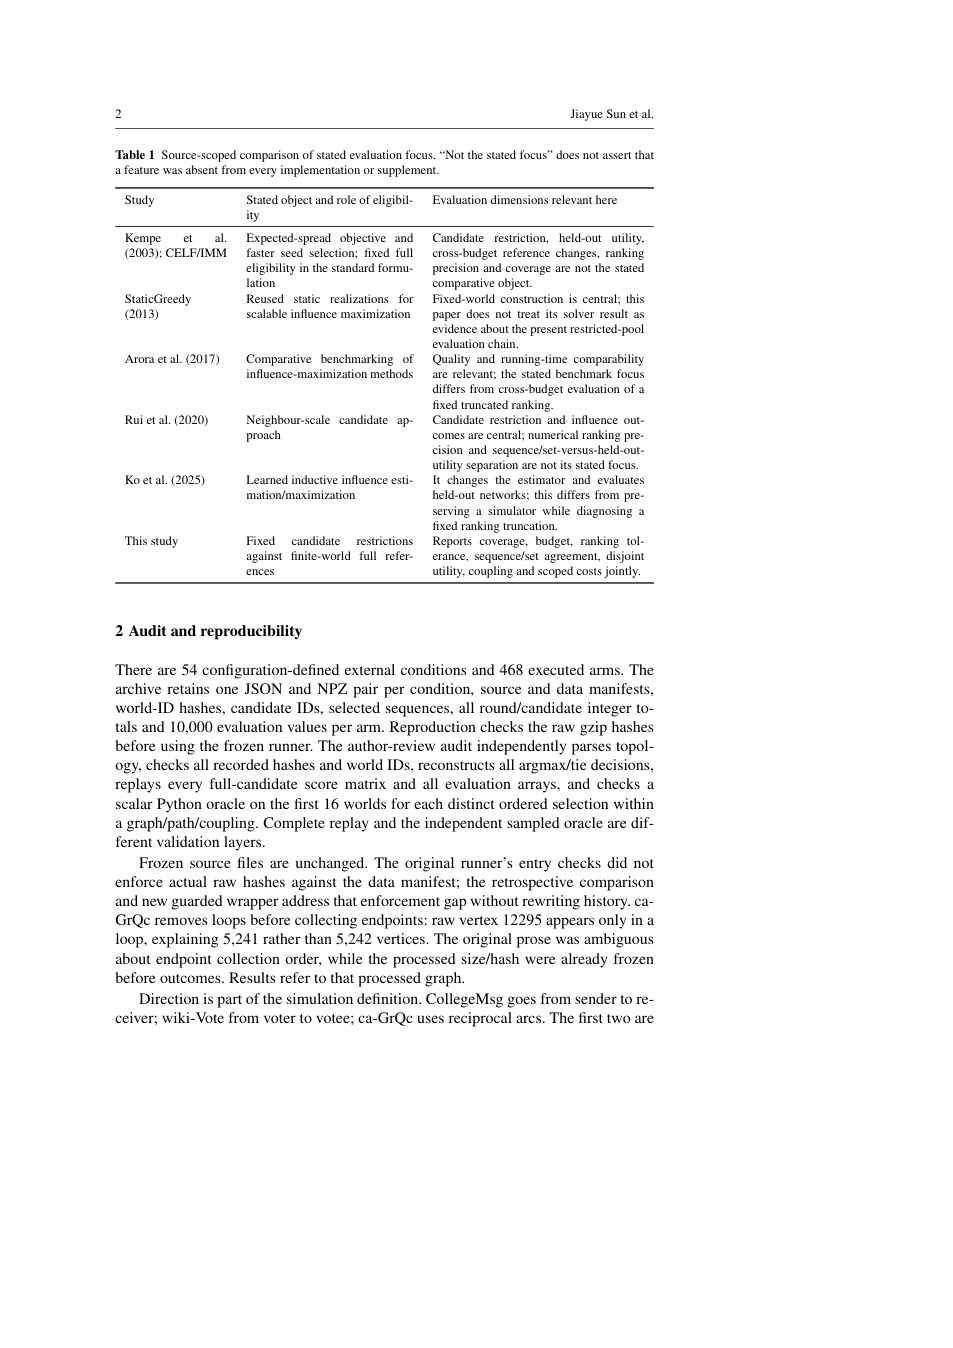 2 Jiayue Sun et al.
Table 1 Source-scoped comparison of stated evaluation focus. “Not the stated focus” does not assert that
a feature was absent from every implementation or supplement.
Study Stated object and role of eligibil- Evaluation dimensions relevant here
ity
Kempe et al. Expected-spread objective and Candidate restriction, held-out utility,
(2003); CELF/IMM faster seed selection; fixed full cross-budget reference changes, ranking
eligibility in the standard formu- precision and coverage are not the stated
lation comparative object.
StaticGreedy Reused static realizations for Fixed-world construction is central; this
(2013) scalable influence maximization paper does not treat its solver result as
evidence about the present restricted-pool
evaluation chain.
Arora et al. (2017) Comparative benchmarking of Quality and running-time comparability
influence-maximization methods are relevant; the stated benchmark focus
differs from cross-budget evaluation of a
fixed truncated ranking.
Rui et al. (2020) Neighbour-scale candidate ap- Candidate restriction and influence out-
proach comes are central; numerical ranking pre-
cision and sequence/set-versus-held-out-
utility separation are not its stated focus.
Ko et al. (2025) Learned inductive influence esti- It changes the estimator and evaluates
mation/maximization held-out networks; this differs from pre-
serving a simulator while diagnosing a
fixed ranking truncation.
This study Fixed candidate restrictions Reports coverage, budget, ranking tol-
against finite-world full refer- erance, sequence/set agreement, disjoint
ences utility, coupling and scoped costs jointly.
2 Audit and reproducibility
There are 54 configuration-defined external conditions and 468 executed arms. The
archive retains one JSON and NPZ pair per condition, source and data manifests,
world-ID hashes, candidate IDs, selected sequences, all round/candidate integer to-
tals and 10,000 evaluation values per arm. Reproduction checks the raw gzip hashes
before using the frozen runner. The author-review audit independently parses topol-
ogy, checks all recorded hashes and world IDs, reconstructs all argmax/tie decisions,
replays every full-candidate score matrix and all evaluation arrays, and checks a
scalar Python oracle on the first 16 worlds for each distinct ordered selection within
a graph/path/coupling. Complete replay and the independent sampled oracle are dif-
ferent validation layers.
Frozen source files are unchanged. The original runner’s entry checks did not
enforce actual raw hashes against the data manifest; the retrospective comparison
and new guarded wrapper address that enforcement gap without rewriting history. ca-
GrQc removes loops before collecting endpoints: raw vertex 12295 appears only in a
loop, explaining 5,241 rather than 5,242 vertices. The original prose was ambiguous
about endpoint collection order, while the processed size/hash were already frozen
before outcomes. Results refer to that processed graph.
Direction is part of the simulation definition. CollegeMsg goes from sender to re-
ceiver; wiki-Vote from voter to votee; ca-GrQc uses reciprocal arcs. The first two are